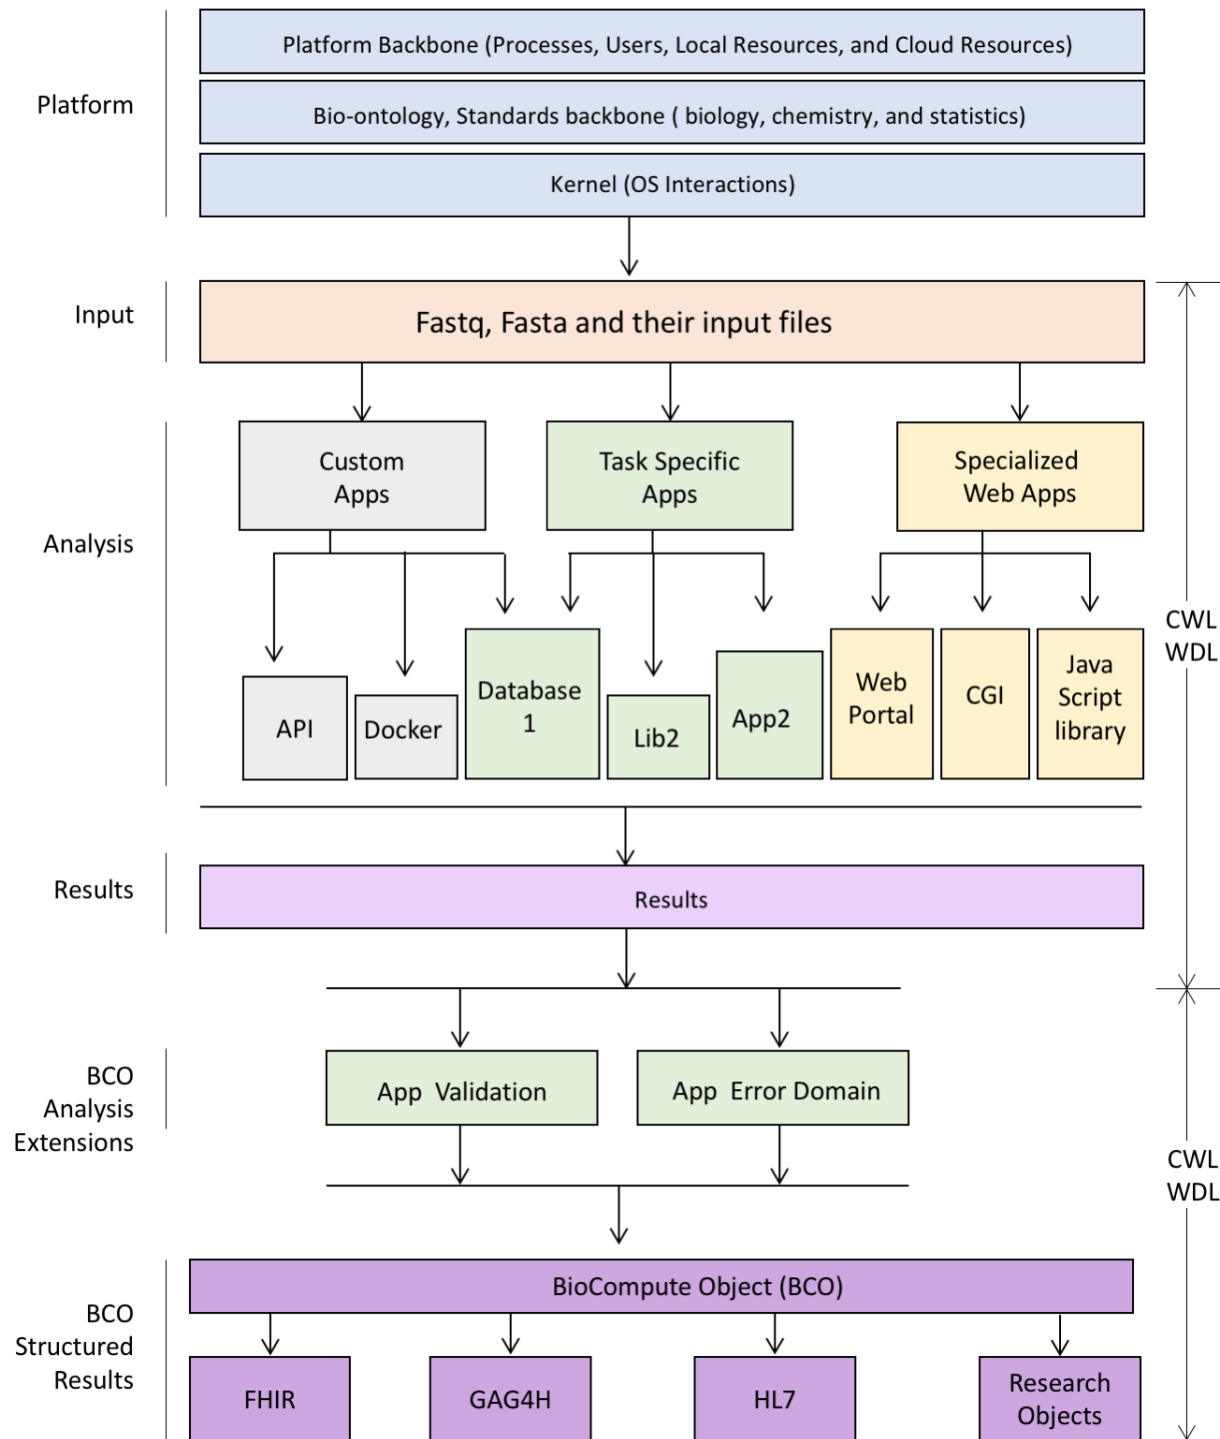 Platform
Platform Backbone (Processes, Users, Local Resources, and Cloud Resources)
Bio-ontology, Standards backbone ( biology, chemistry, and statistics)
Kernel (OS Interactions)
Input
Fastq, Fasta and their input files
Analysis
Custom
Apps
Task Specific
Apps
Specialized
Web Apps
API
Docker
Database
1
Lib2
App2
Web
Portal
CGI
Java
Script
library
CWL
WDL
Results
Results
BCO
Analysis
Extensions
App Validation
App Error Domain
CWL
WDL
BCO
Structured
Results
BioCompute Object (BCO)
FHIR
GAG4H
HL7
Research
Objects